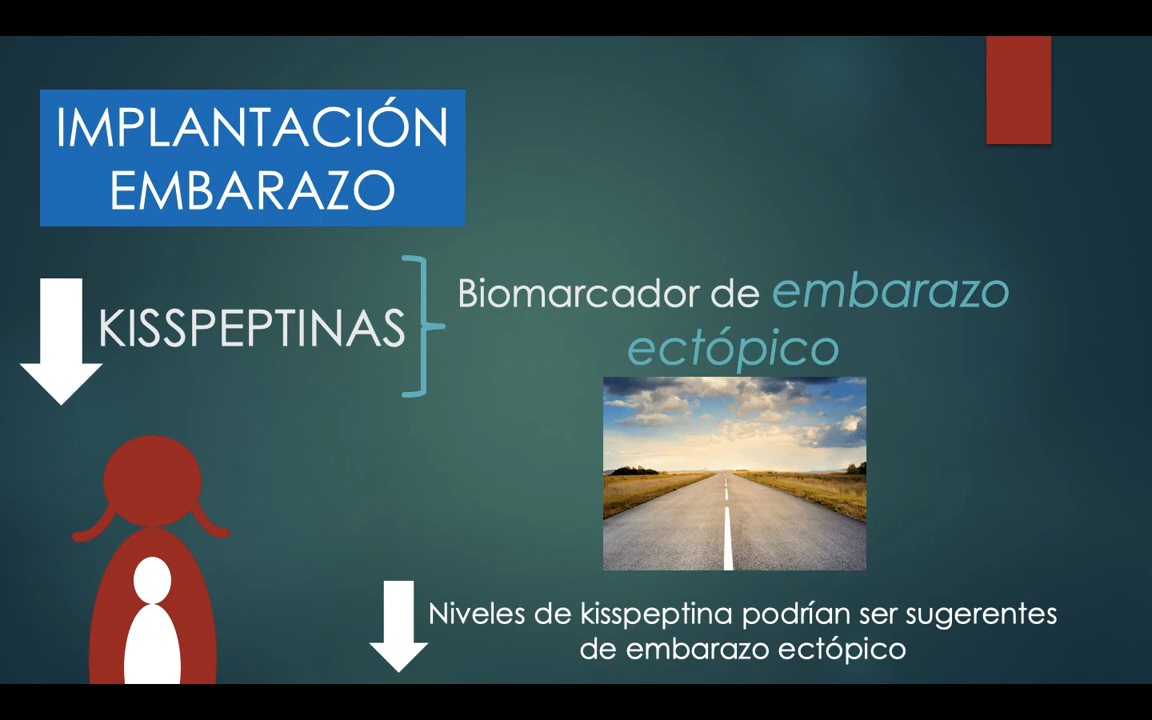 IMPLANTACIÓN
EMBARAZO
KISSPEPTINAS
Biomarcador de embarazo
ectópico
Niveles de kisspeptina podrían ser sugerentes
de embarazo ectópico